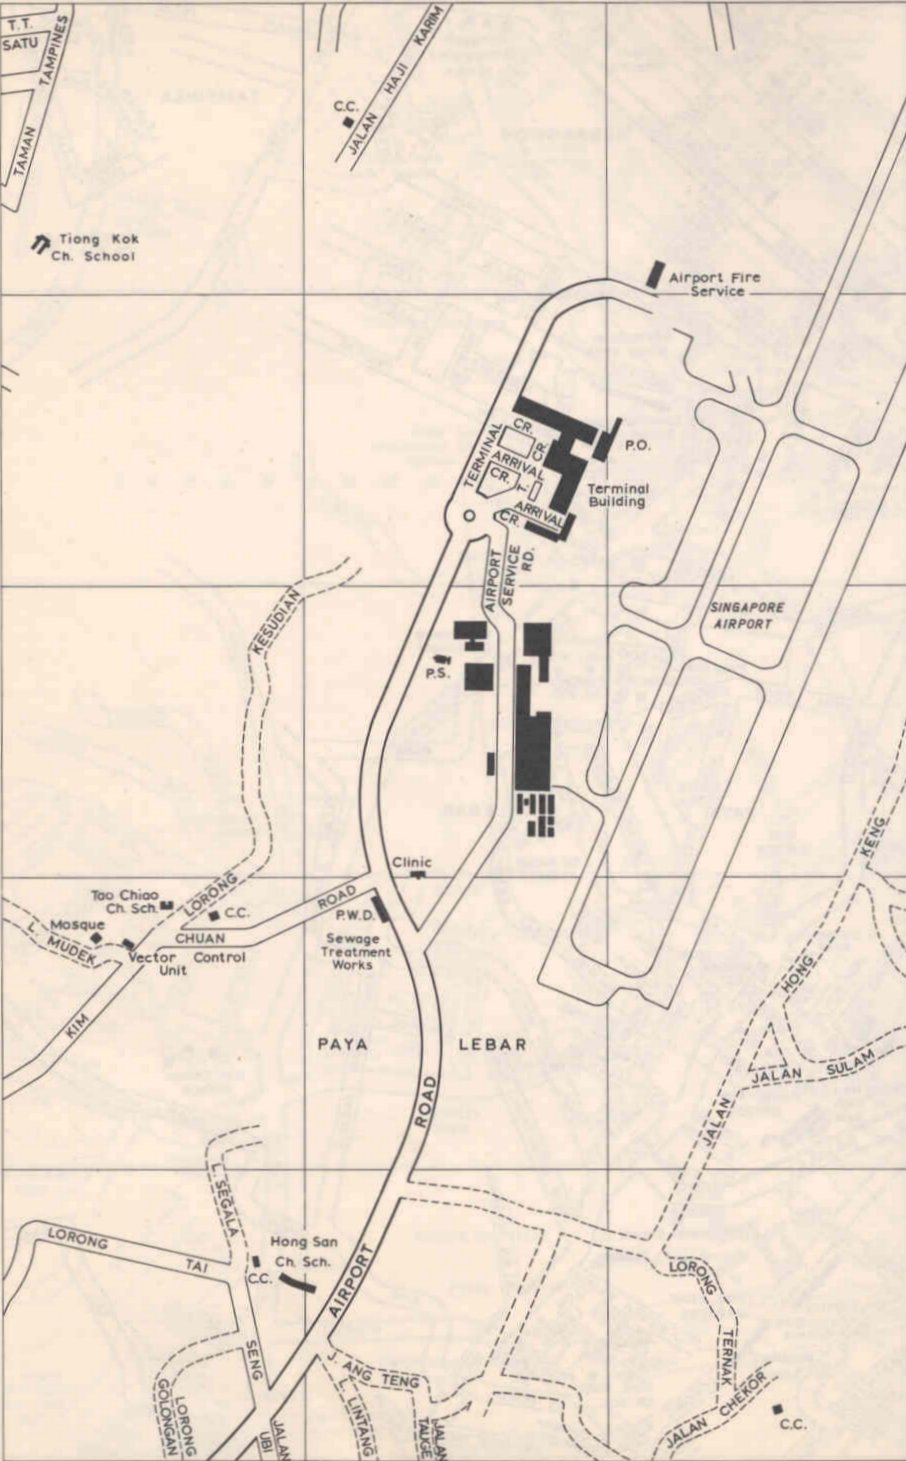 T.T.
SATU
TAMAN TAMPINES
C.C.
JALAN HAJI KARIM
Tiong Kok
Ch. School
Airport Fire
Service
TERMINAL
CR.
CR.
ARRIVAL
CR.
T.
ARRIVAL
CR.
P.O.
Terminal
Building
AIRPORT
SERVICE RD.
SINGAPORE
AIRPORT
KESUDIAN
P.S.
Clinic
KENG
Tao Chiao
Ch. Sch.
LORONG
C.C.
ROAD
P.W.D.
Mosque
L. MUDEK
CHUAN
Vector Control
Unit
Sewage
Treatment
Works
HONG
KIM
PAYA LEBAR
JALAN SULAM
ROAD
JALAN
L. SEGALA
LORONG
TAI
Hong San
Ch. Sch.
C.C.
AIRPORT
LORONG
TERNAK
SENG
J. ANG TENG
LORONG
GOLONGAN
JALAN
UBI
L. LINTANG
JALAN
TAUGE
JALAN CHEKOR
C.C.